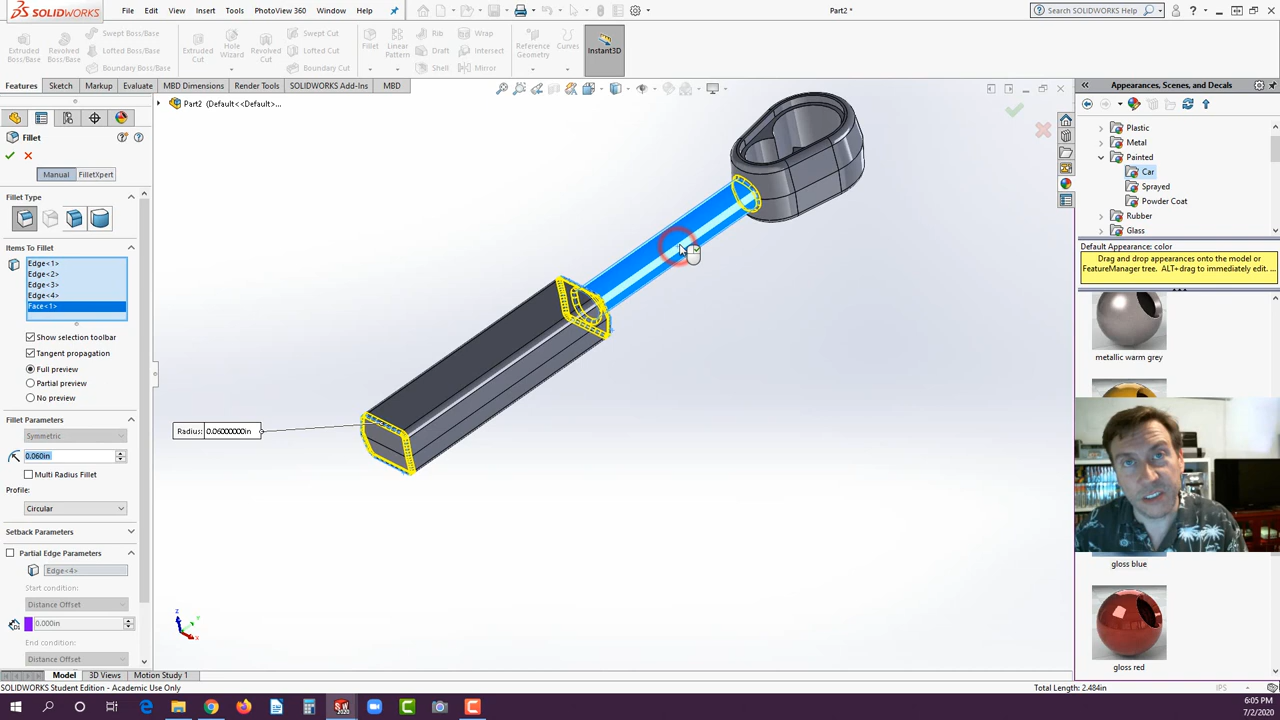 SOLIDWORKS
File Edit View Insert Tools PhotoView 360 Window Help
Part2 *
Search SOLIDWORKS Help
Extruded Boss/Base
Revolved Boss/Base
Swept Boss/Base
Lofted Boss/Base
Boundary Boss/Base
Extruded Cut
Hole Wizard
Revolved Cut
Swept Cut
Lofted Cut
Boundary Cut
Fillet
Linear Pattern
Rib
Draft
Shell
Wrap
Intersect
Mirror
Reference Geometry
Curves
Instant3D
Features Sketch Markup Evaluate MBD Dimensions Render Tools SOLIDWORKS Add-Ins MBD
Part2 (Default<<Default>...
Fillet
Manual FilletXpert
Fillet Type
Items To Fillet
Edge<1>
Edge<2>
Edge<3>
Edge<4>
Face<1>
Show selection toolbar
Tangent propagation
Full preview
Partial preview
No preview
Fillet Parameters
Symmetric
0.060in
Multi Radius Fillet
Profile:
Circular
Setback Parameters
Partial Edge Parameters
Edge<4>
Start condition:
Distance Offset
0.000in
End condition:
Distance Offset
Radius: 0.06000000in
Z
Y
X
Appearances, Scenes, and Decals
Plastic
Metal
Painted
Car
Sprayed
Powder Coat
Rubber
Glass
Default Appearance: color
Drag and drop appearances onto the model or
FeatureManager tree. ALT+drag to immediately edit...
metallic warm grey
gloss blue
gloss red
Model 3D Views Motion Study 1
SOLIDWORKS Student Edition - Academic Use Only
Total Length: 2.484in
IPS
6:05 PM
7/2/2020